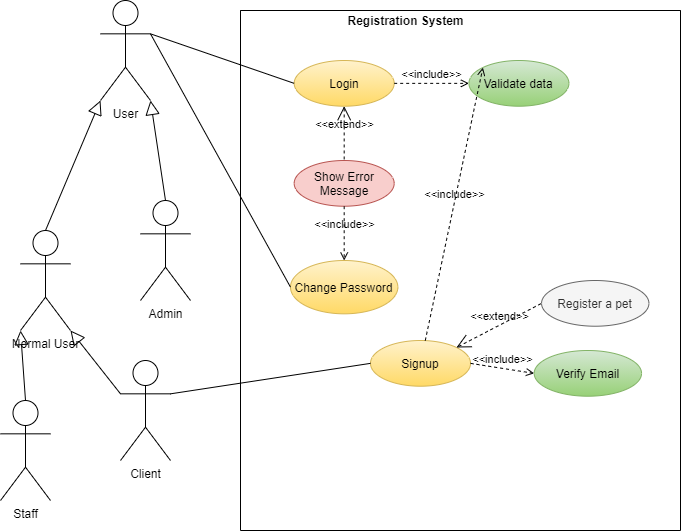 Registration System
Login
<<include>>
Validate data
User
<<extend>>
Show Error
Message
<<include>>
<<include>>
Change Password
Admin
Register a pet
<<extend>>
Normal User
Signup
<<include>>
Verify Email
Client
Staff